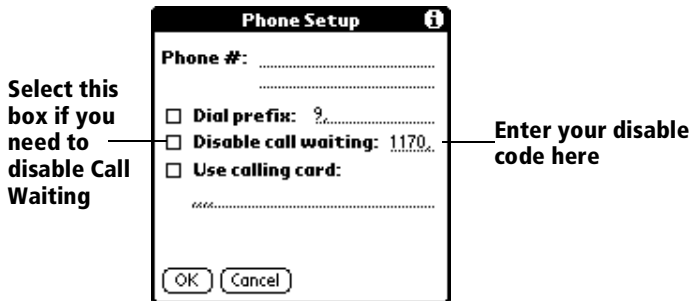 Phone Setup
Phone #:
Select this
box if you
need to
disable Call
Waiting
Dial prefix: 9,
Disable call waiting: 1170,
Use calling card:
,,,,
Enter your disable
code here
OK Cancel